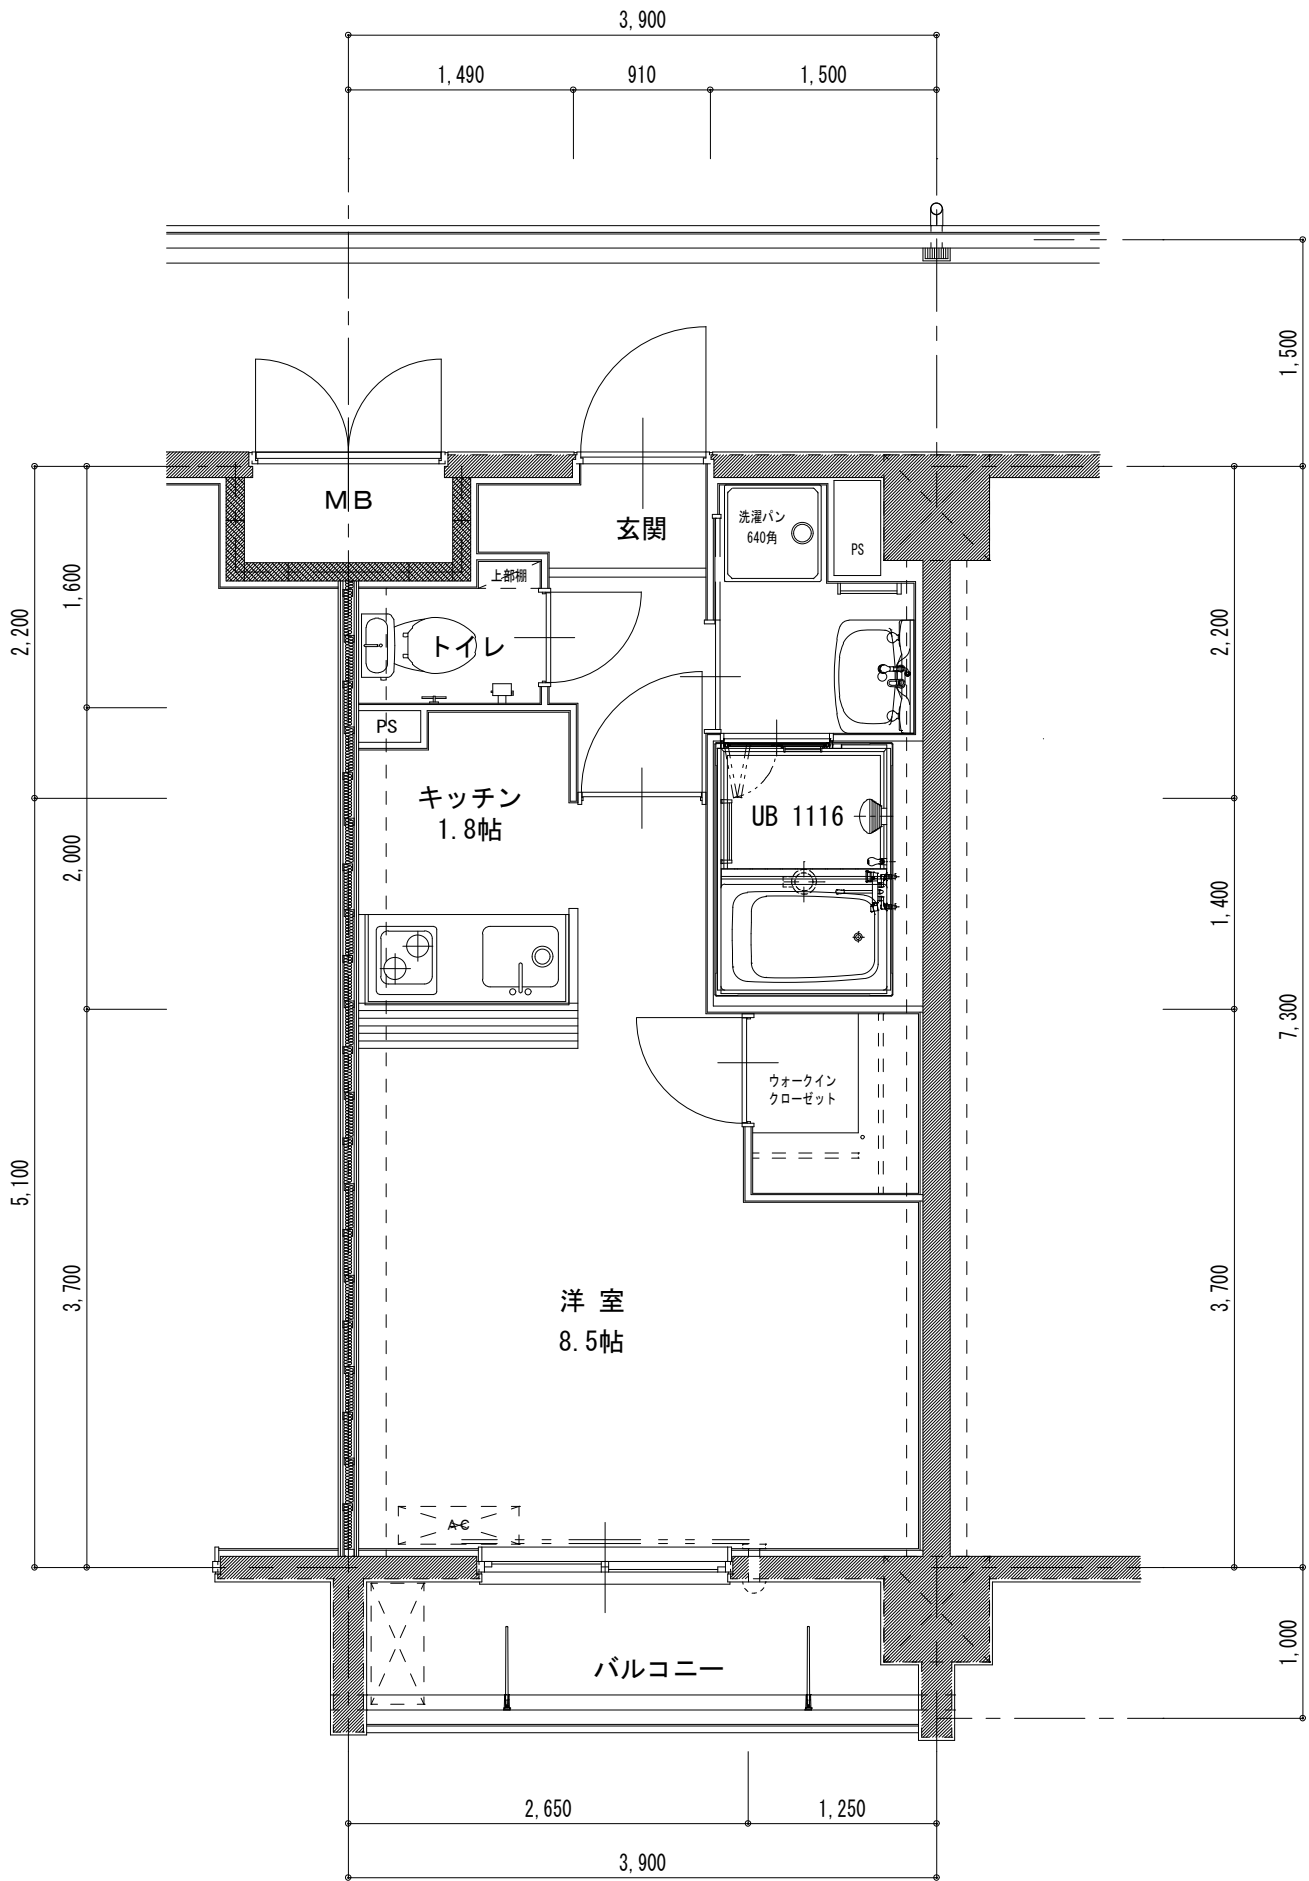 3,900
1,490
910
1,500
1,500
MB
玄関
洗濯パン
640角
PS
上部棚
トイレ
PS
1,600
2,200
2,200
キッチン
1.8帖
UB 1116
2,000
1,400
7,300
ウォークイン
クローゼット
5,100
3,700
3,700
洋室
8.5帖
AC
バルコニー
1,000
2,650
1,250
3,900